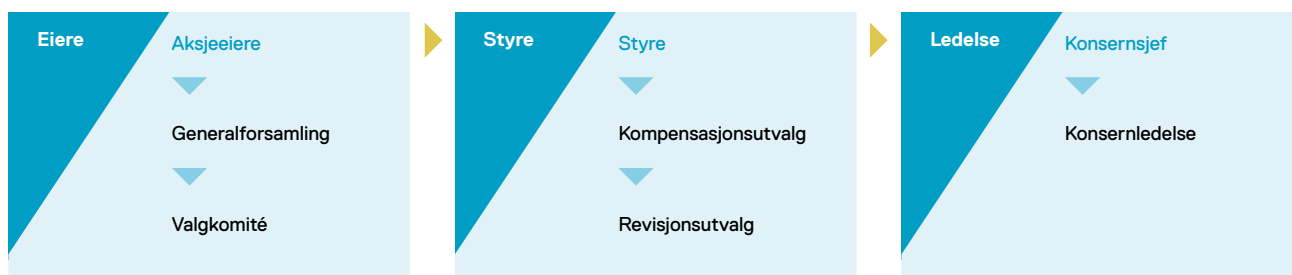 Eiere
Aksjeeiere
Generalforsamling
Valgkomité
Styre
Styre
Kompensasjonsutvalg
Revisjonsutvalg
Ledelse
Konsernsjef
Konsernledelse